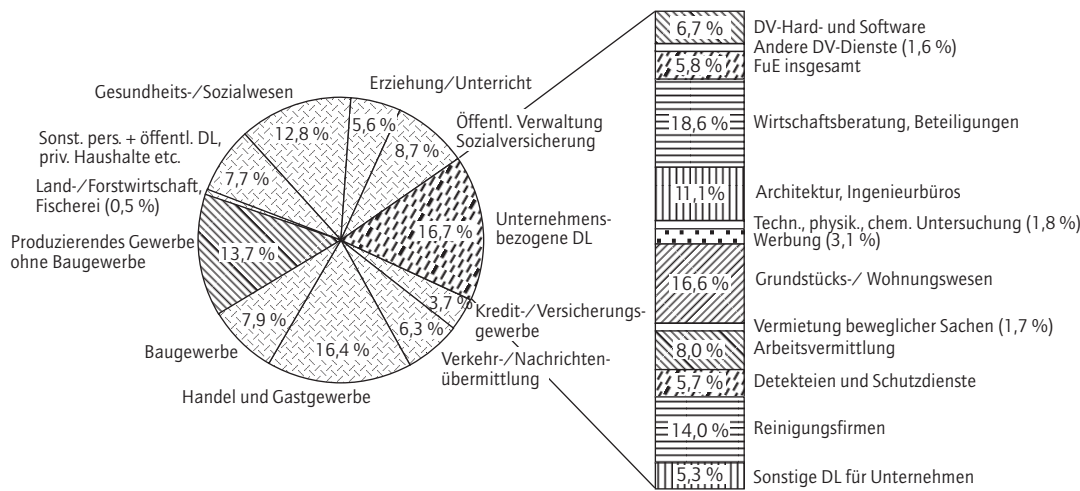 Gesundheits-/Sozialwesen
12,8 %
Erziehung/Unterricht
5,6 %
Öffentl. Verwaltung
Sozialversicherung
8,7 %
Sonst. pers. + öffentl. DL,
priv. Haushalte etc.
7,7 %
Land-/Forstwirtschaft,
Fischerei (0,5 %)
Produzierendes Gewerbe
ohne Baugewerbe
13,7 %
Unternehmens-
bezogene DL
16,7 %
3,7 %
Kredit-/Versicherungs-
gewerbe
6,3 %
Verkehr-/Nachrichten-
übermittlung
7,9 %
Baugewerbe
16,4 %
Handel und Gastgewerbe
6,7 % DV-Hard- und Software
Andere DV-Dienste (1,6 %)
5,8 % FuE insgesamt
18,6 % Wirtschaftsberatung, Beteiligungen
11,1% Architektur, Ingenieurbüros
Techn., physik., chem. Untersuchung (1,8 %)
Werbung (3,1 %)
16,6 % Grundstücks-/ Wohnungswesen
Vermietung beweglicher Sachen (1,7 %)
8,0 % Arbeitsvermittlung
5,7 % Detekteien und Schutzdienste
14,0 % Reinigungsfirmen
5,3 % Sonstige DL für Unternehmen